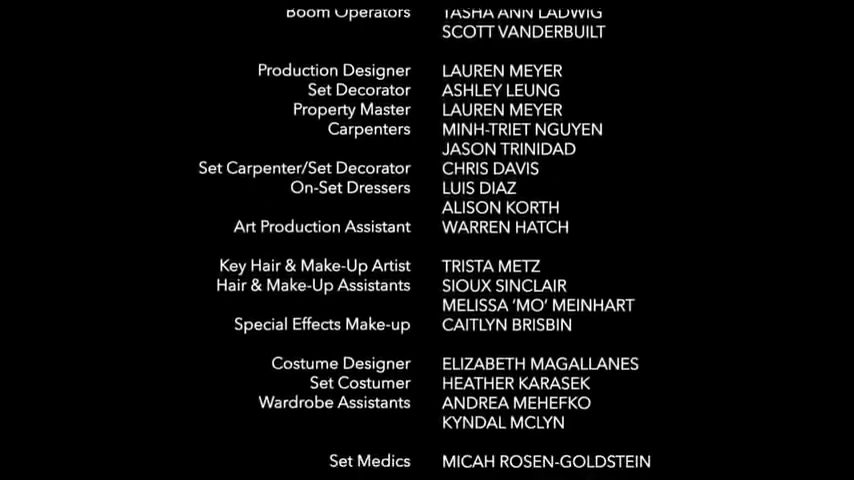 Boom Operators TASHA ANN LADWIG
SCOTT VANDERBUILT
Production Designer LAUREN MEYER
Set Decorator ASHLEY LEUNG
Property Master LAUREN MEYER
Carpenters MINH-TRIET NGUYEN
JASON TRINIDAD
Set Carpenter/Set Decorator CHRIS DAVIS
On-Set Dressers LUIS DIAZ
ALISON KORTH
Art Production Assistant WARREN HATCH
Key Hair & Make-Up Artist TRISTA METZ
Hair & Make-Up Assistants SIOUX SINCLAIR
MELISSA ‘MO’ MEINHART
Special Effects Make-up CAITLYN BRISBIN
Costume Designer ELIZABETH MAGALLANES
Set Costumer HEATHER KARASEK
Wardrobe Assistants ANDREA MEHEFKO
KYNDAL MCLYN
Set Medics MICAH ROSEN-GOLDSTEIN